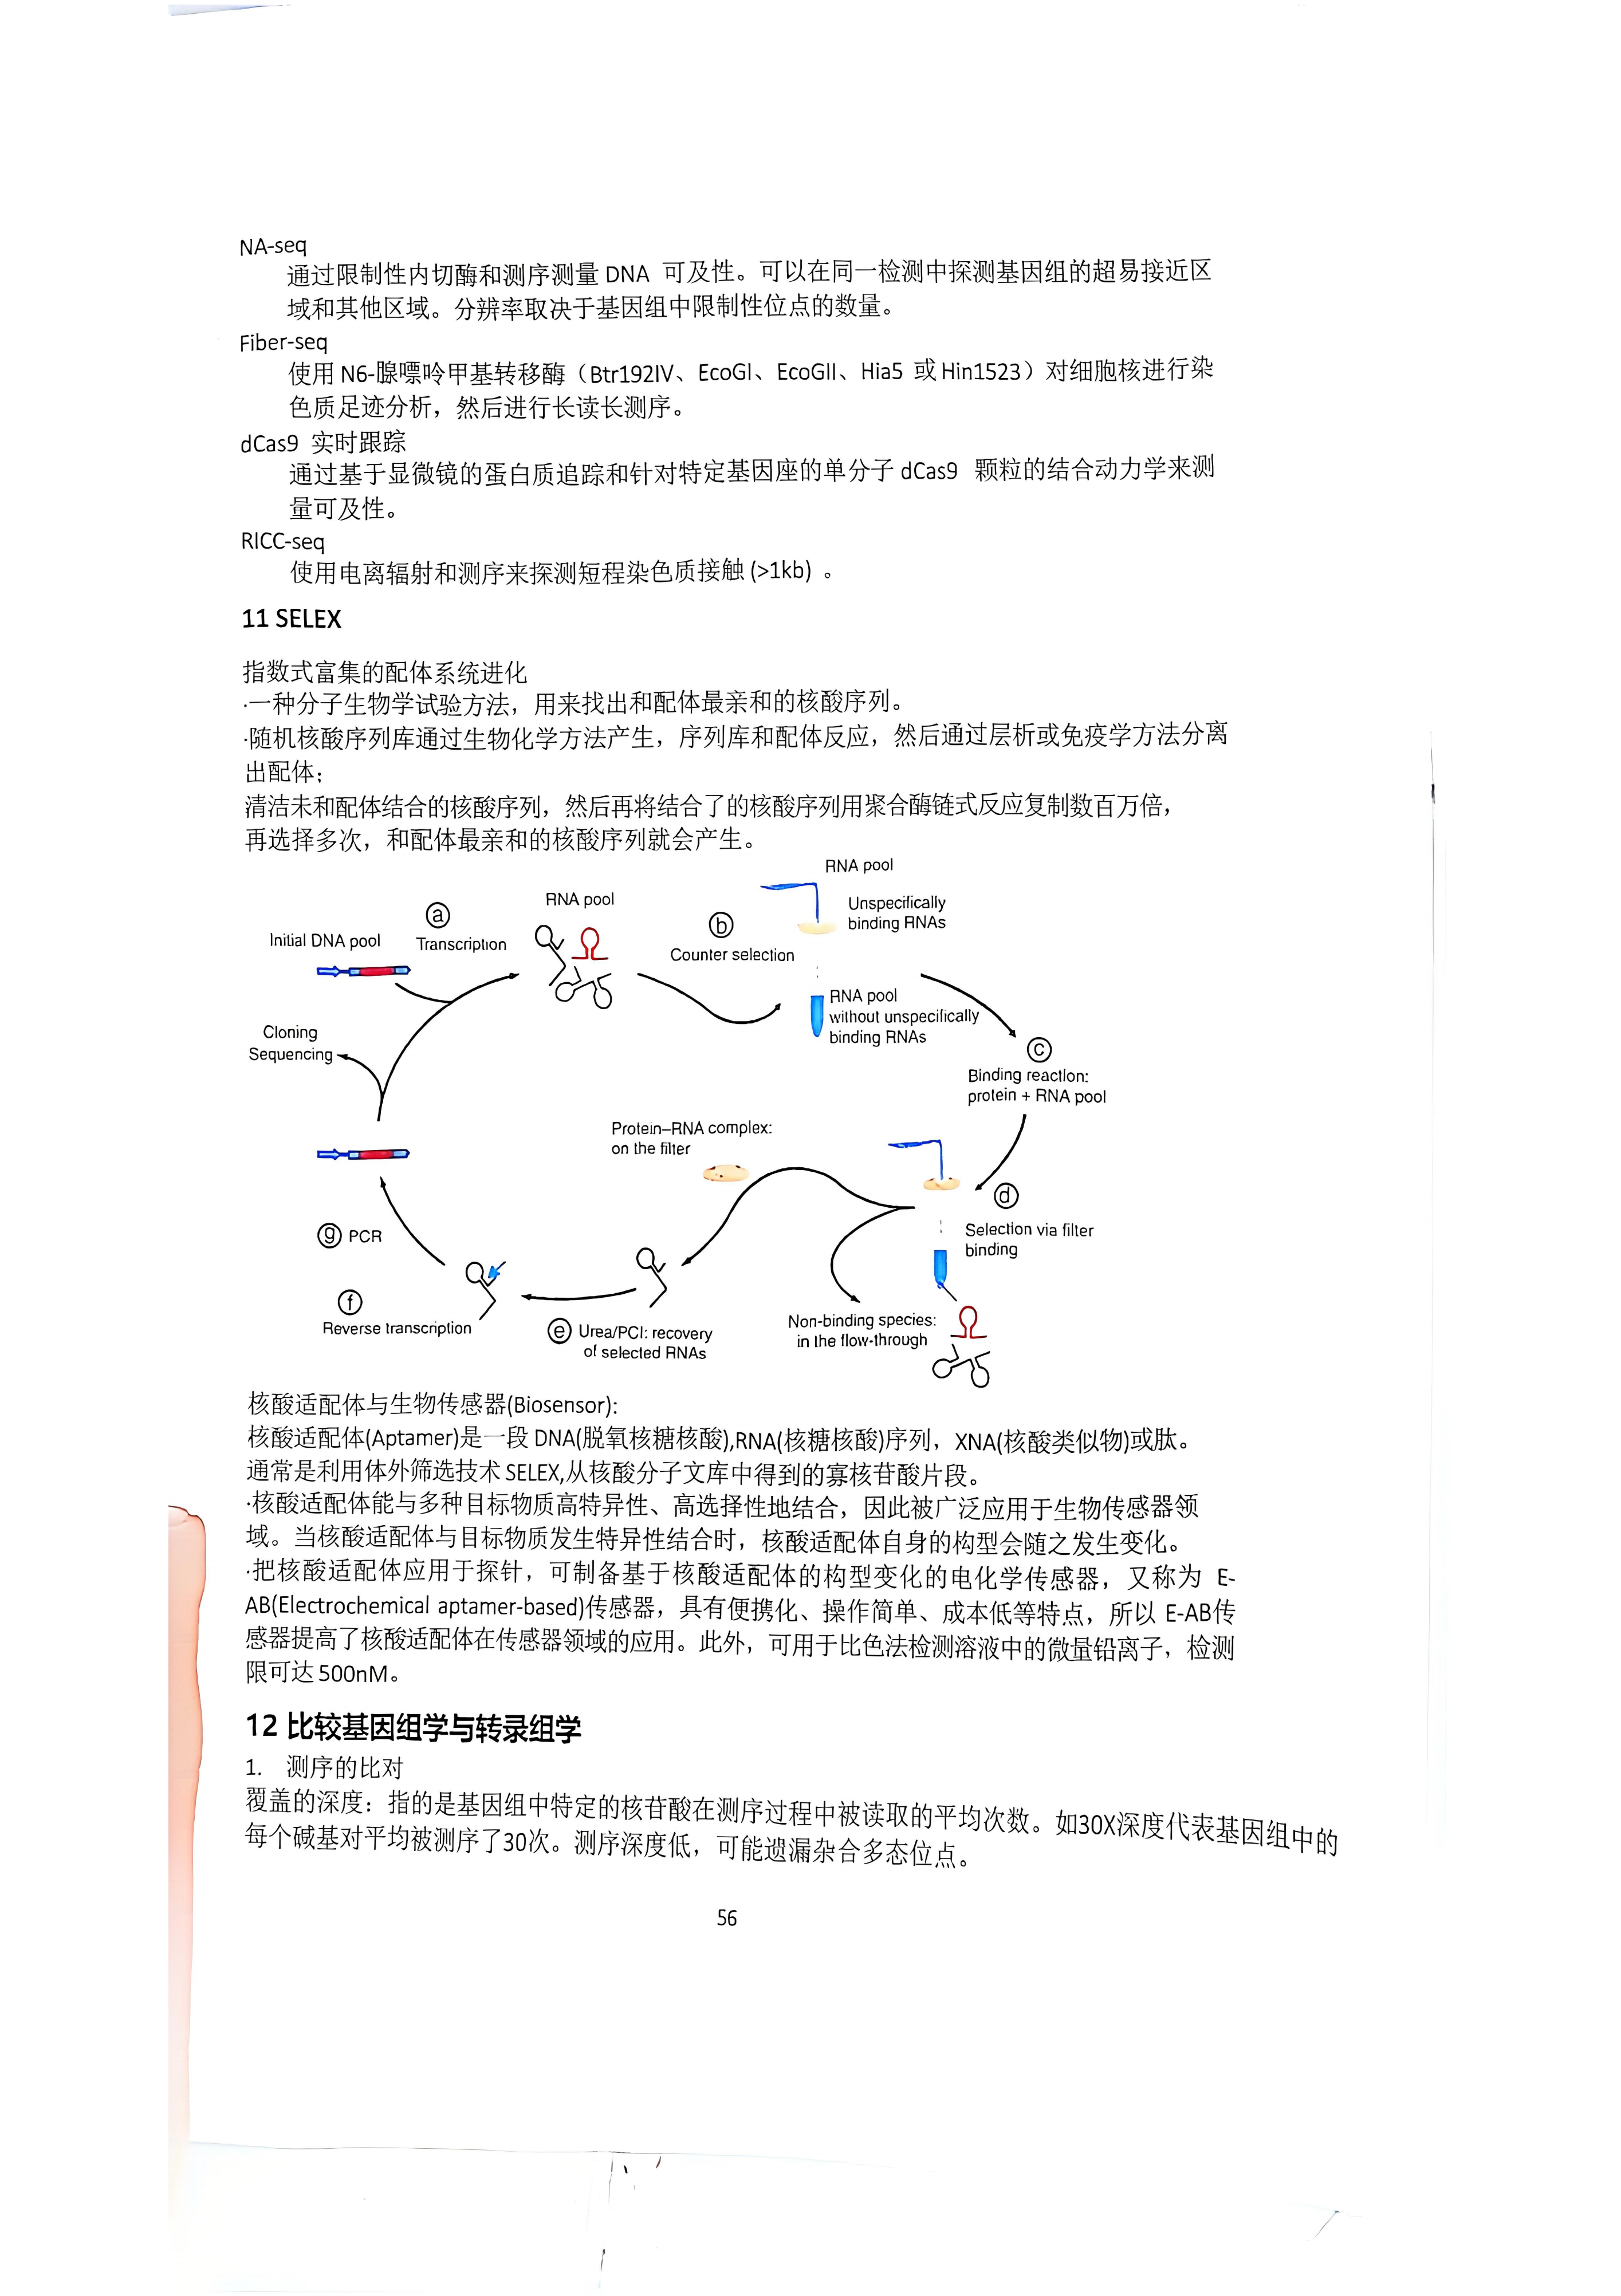 NA-seq
通过限制性内切酶和测序测量 DNA 可及性。可以在同一检测中探测基因组的超易接近区
域和其他区域。分辨率取决于基因组中限制性位点的数量。
Fiber-seq
使用 N6-腺嘌呤甲基转移酶（Btr192IV、EcoGI、EcoGII、Hia5 或 Hin1523）对细胞核进行染
色质足迹分析，然后进行长读长测序。
dCas9 实时跟踪
通过基于显微镜的蛋白质追踪和针对特定基因座的单分子 dCas9 颗粒的结合动力学来测
量可及性。
RICC-seq
使用电离辐射和测序来探测短程染色质接触 (>1kb) 。
11 SELEX
指数式富集的配体系统进化
·一种分子生物学试验方法，用来找出和配体最亲和的核酸序列。
·随机核酸序列库通过生物化学方法产生，序列库和配体反应，然后通过层析或免疫学方法分离
出配体；
清洁未和配体结合的核酸序列，然后再将结合了的核酸序列用聚合酶链式反应复制数百万倍，
再选择多次，和配体最亲和的核酸序列就会产生。
RNA pool
RNA pool
Unspecifically
binding RNAs
ⓐ
Transcription
Initial DNA pool
ⓑ
Counter selection
RNA pool
without unspecifically
binding RNAs
Cloning
Sequencing
ⓒ
Binding reaction:
protein + RNA pool
Protein–RNA complex:
on the filter
ⓓ
Selection via filter
binding
ⓖ PCR
ⓕ
Reverse transcription
ⓔ Urea/PCI: recovery
of selected RNAs
Non-binding species:
in the flow-through
核酸适配体与生物传感器(Biosensor):
核酸适配体(Aptamer)是一段 DNA(脱氧核糖核酸),RNA(核糖核酸)序列，XNA(核酸类似物)或肽。
通常是利用体外筛选技术 SELEX,从核酸分子文库中得到的寡核苷酸片段。
·核酸适配体能与多种目标物质高特异性、高选择性地结合，因此被广泛应用于生物传感器领
域。当核酸适配体与目标物质发生特异性结合时，核酸适配体自身的构型会随之发生变化。
·把核酸适配体应用于探针，可制备基于核酸适配体的构型变化的电化学传感器，又称为 E-
AB(Electrochemical aptamer-based)传感器，具有便携化、操作简单、成本低等特点，所以 E-AB传
感器提高了核酸适配体在传感器领域的应用。此外，可用于比色法检测溶液中的微量铅离子，检测
限可达 500nM。
12 比较基因组学与转录组学
1. 测序的比对
覆盖的深度：指的是基因组中特定的核苷酸在测序过程中被读取的平均次数。如30X深度代表基因组中的
每个碱基对平均被测序了30次。测序深度低，可能遗漏杂合多态位点。
56